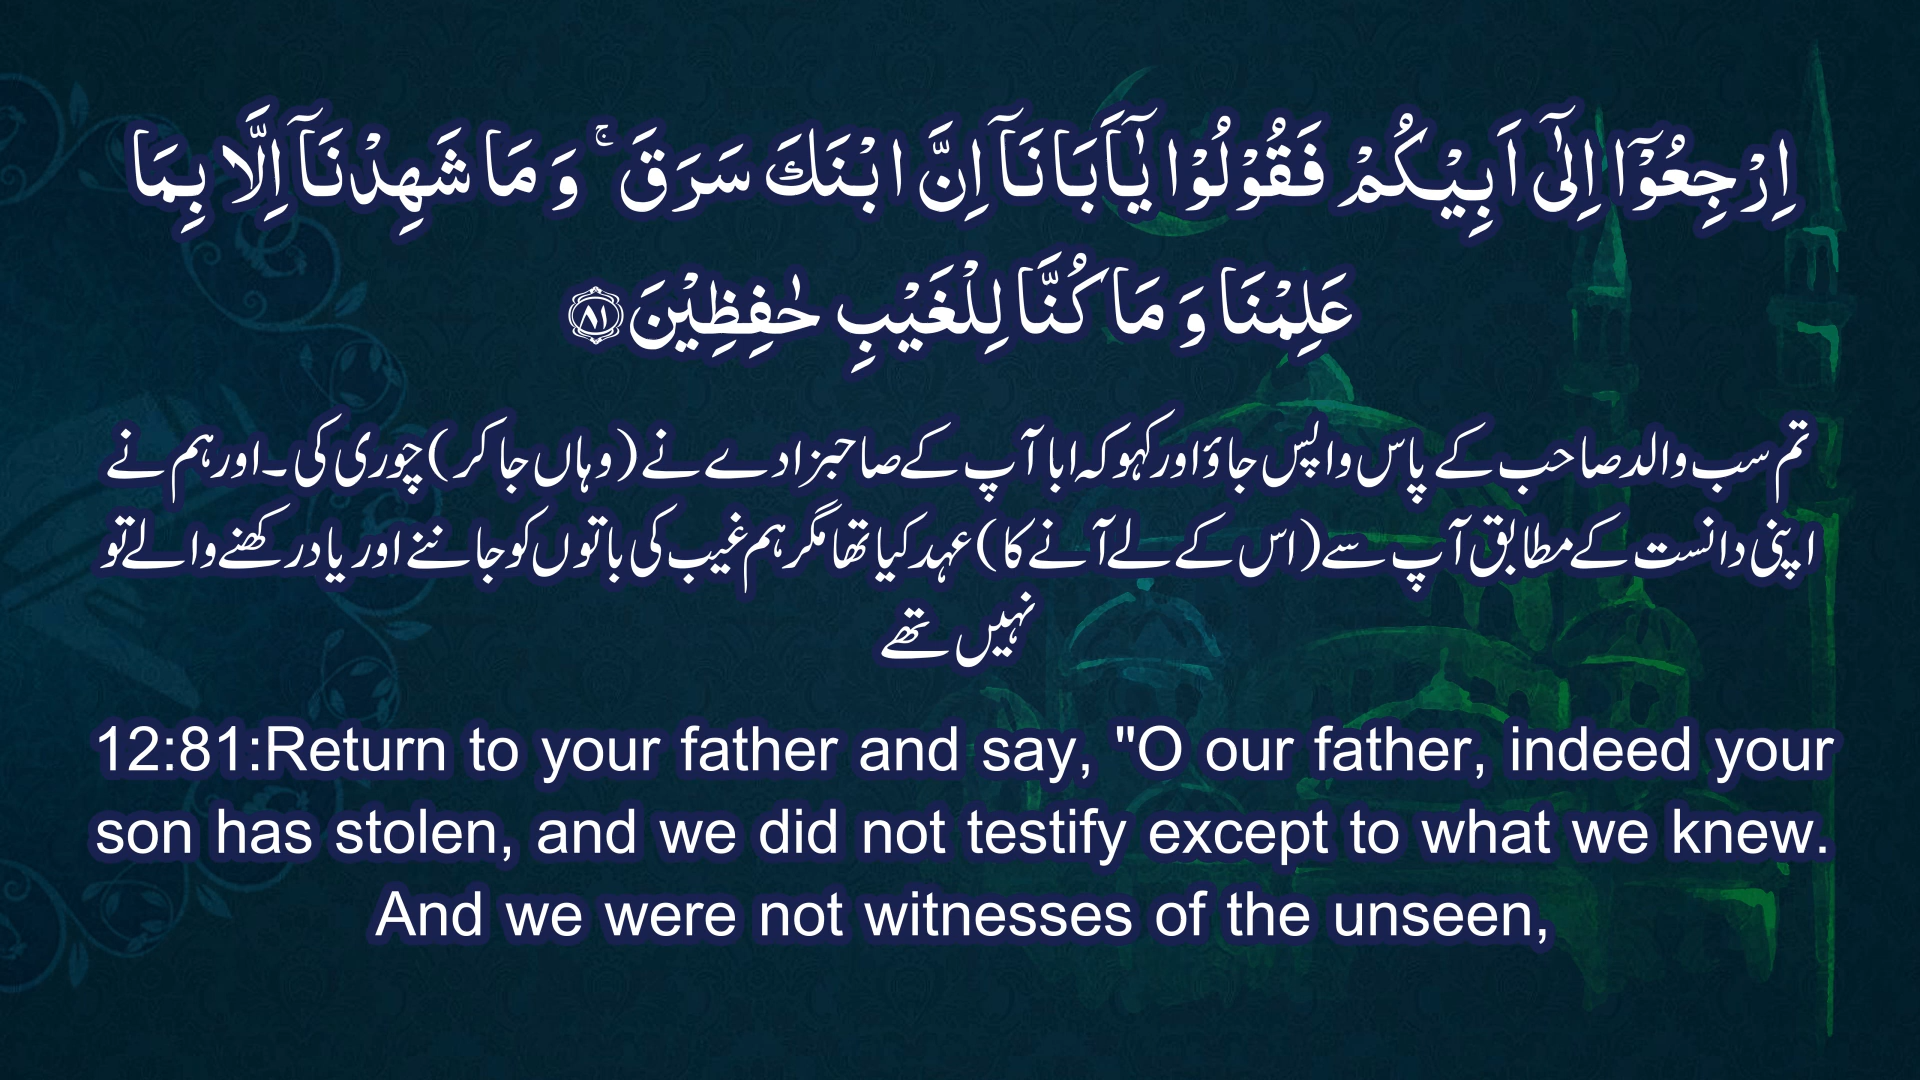 اِرْجِعُوْۤا اِلٰۤى اَبِيْكُمْ فَقُوْلُوْا يٰۤاَبَانَاۤ اِنَّ ابْنَكَ سَرَقَ ۚ وَ مَا شَهِدْنَاۤ اِلَّا بِمَا
عَلِمْنَا وَ مَا كُنَّا لِلْغَيْبِ حٰفِظِيْنَ ۝۸۱
تم سب والد صاحب کے پاس واپس جاؤ اور کہو کہ ابا آپ کے صاحبزادے نے (وہاں جا کر) چوری کی۔ اور ہم نے
اپنی دانست کے مطابق آپ سے (اس کے لے آنے کا) عہد کیا تھا مگر ہم غیب کی باتوں کو جاننے اور یاد رکھنے والے تو
نہیں تھے
12:81:Return to your father and say, "O our father, indeed your
son has stolen, and we did not testify except to what we knew.
And we were not witnesses of the unseen,